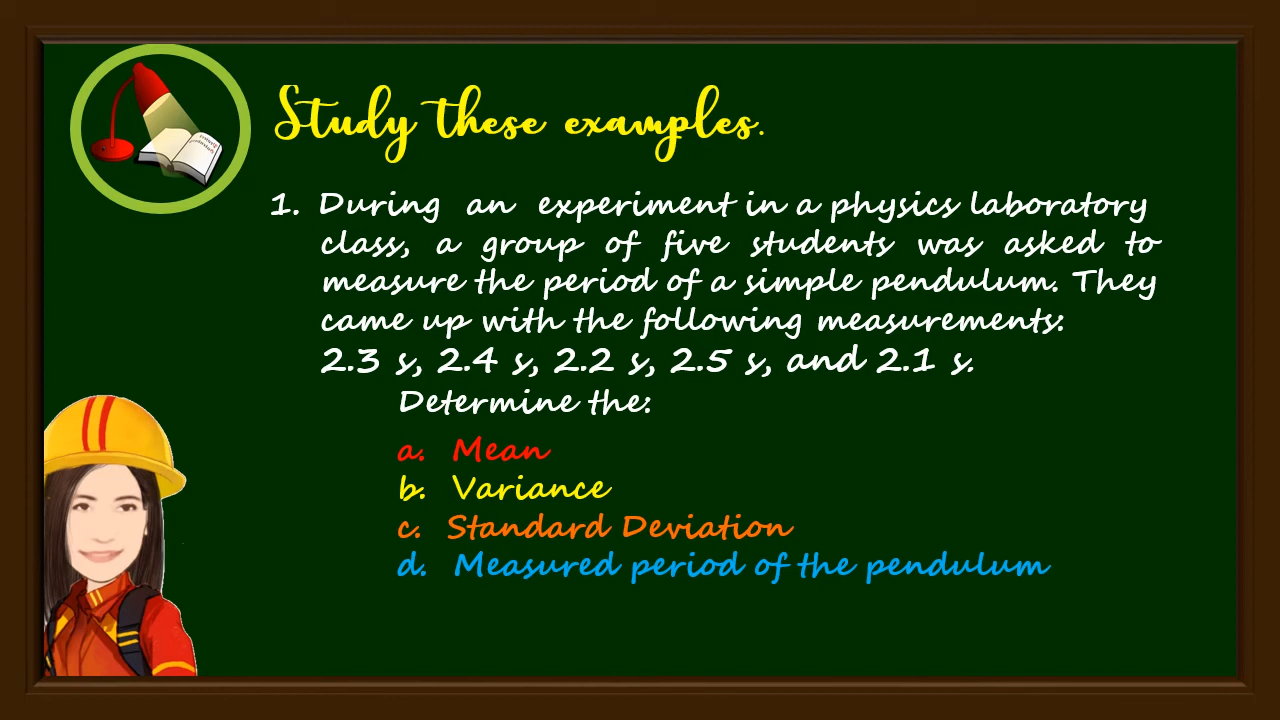 Study these examples.
1. During an experiment in a physics laboratory
class, a group of five students was asked to
measure the period of a simple pendulum. They
came up with the following measurements:
2.3 s, 2.4 s, 2.2 s, 2.5 s, and 2.1 s.
Determine the:
a. Mean
b. Variance
c. Standard Deviation
d. Measured period of the pendulum